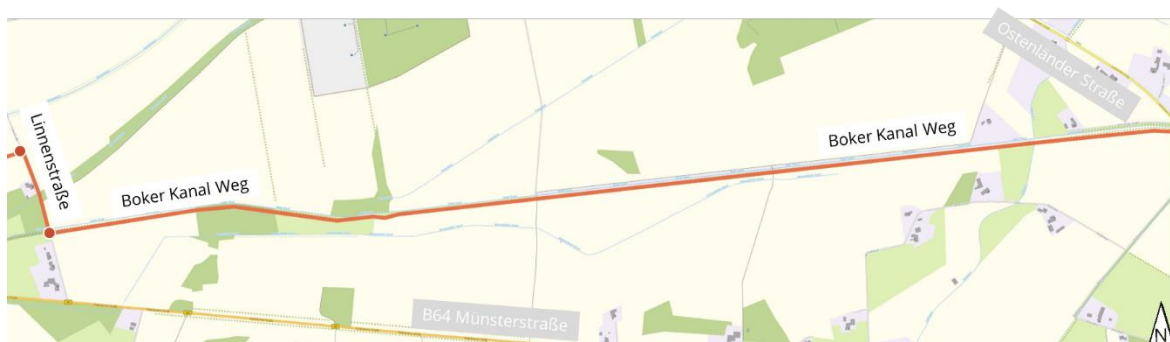 Ostenländer Straße
Linnenstraße
Boker Kanal Weg
Boker Kanal Weg
B64 Münsterstraße
N